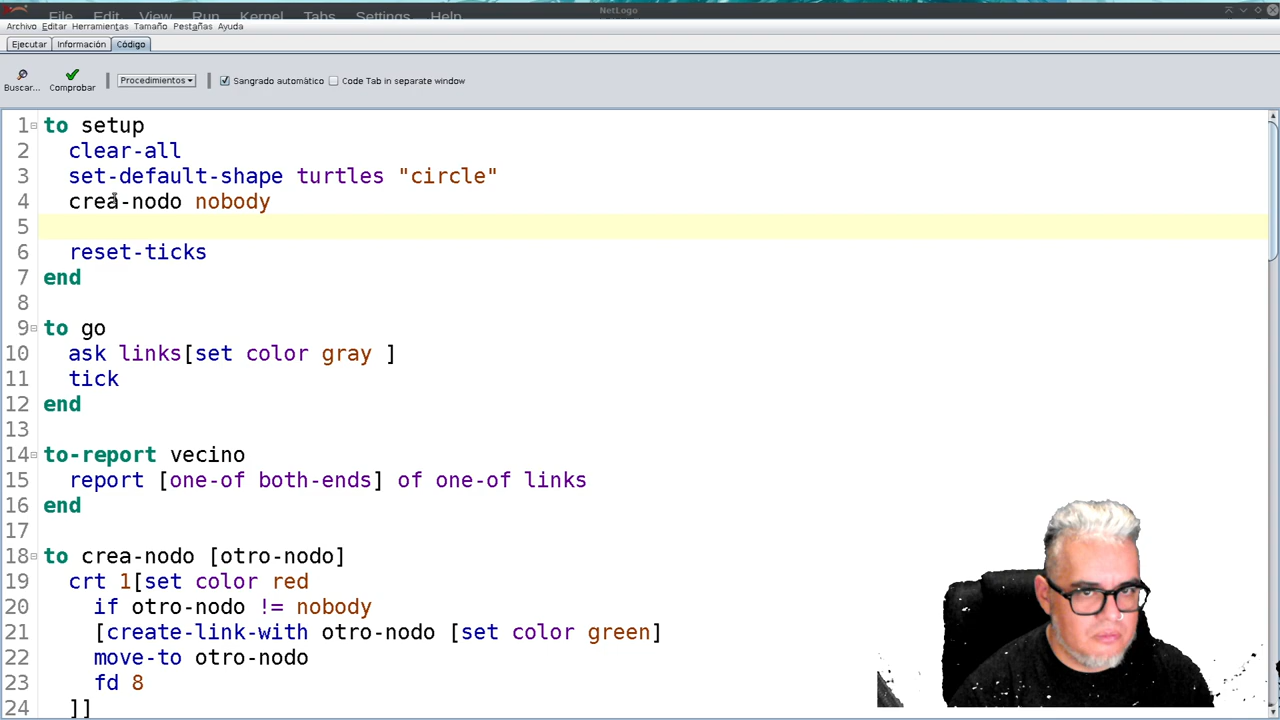 File Edit View Run Kernel Tabs Settings Help
NetLogo
Archivo Editar Herramientas Tamaño Pestañas Ayuda
Ejecutar Información Código
Buscar... Comprobar Procedimientos Sangrado automático Code Tab in separate window
1 to setup
2 clear-all
3 set-default-shape turtles "circle"
4 crea-nodo nobody
5
6 reset-ticks
7 end
8
9 to go
10 ask links[set color gray ]
11 tick
12 end
13
14 to-report vecino
15 report [one-of both-ends] of one-of links
16 end
17
18 to crea-nodo [otro-nodo]
19 crt 1[set color red
20 if otro-nodo != nobody
21 [create-link-with otro-nodo [set color green]
22 move-to otro-nodo
23 fd 8
24 ]]